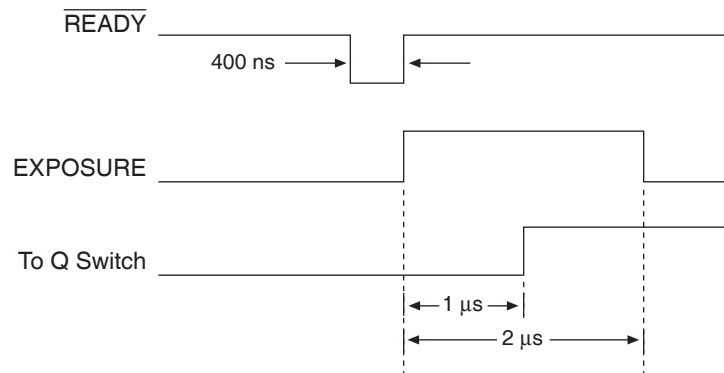 READY
400 ns
EXPOSURE
To Q Switch
1 μs
2 μs